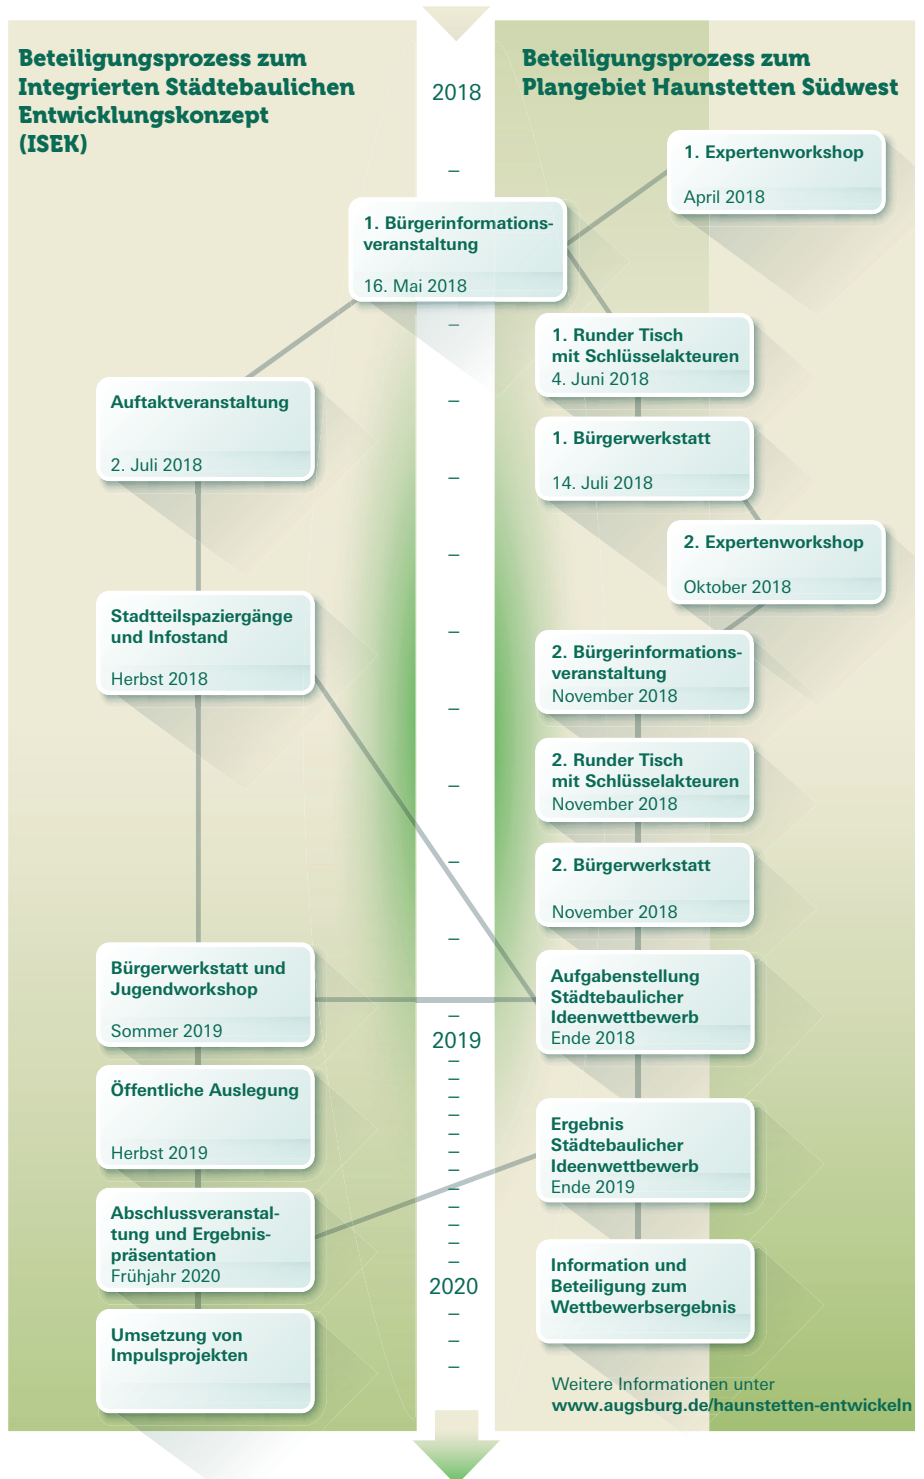 Beteiligungsprozess zum
Integrierten Städtebaulichen
Entwicklungskonzept
(ISEK)
Beteiligungsprozess zum
Plangebiet Haunstetten Südwest
2018
1. Expertenworkshop
April 2018
1. Bürgerinformations-
veranstaltung
16. Mai 2018
1. Runder Tisch
mit Schlüsselakteuren
4. Juni 2018
Auftaktveranstaltung
2. Juli 2018
1. Bürgerwerkstatt
14. Juli 2018
2. Expertenworkshop
Oktober 2018
Stadtteilspaziergänge
und Infostand
Herbst 2018
2. Bürgerinformations-
veranstaltung
November 2018
2. Runder Tisch
mit Schlüsselakteuren
November 2018
2. Bürgerwerkstatt
November 2018
Bürgerwerkstatt und
Jugendworkshop
Sommer 2019
Aufgabenstellung
Städtebaulicher
Ideenwettbewerb
Ende 2018
2019
Öffentliche Auslegung
Herbst 2019
Ergebnis
Städtebaulicher
Ideenwettbewerb
Ende 2019
Abschlussveranstal-
tung und Ergebnis-
präsentation
Frühjahr 2020
2020
Information und
Beteiligung zum
Wettbewerbsergebnis
Umsetzung von
Impulsprojekten
Weitere Informationen unter
www.augsburg.de/haunstetten-entwickeln